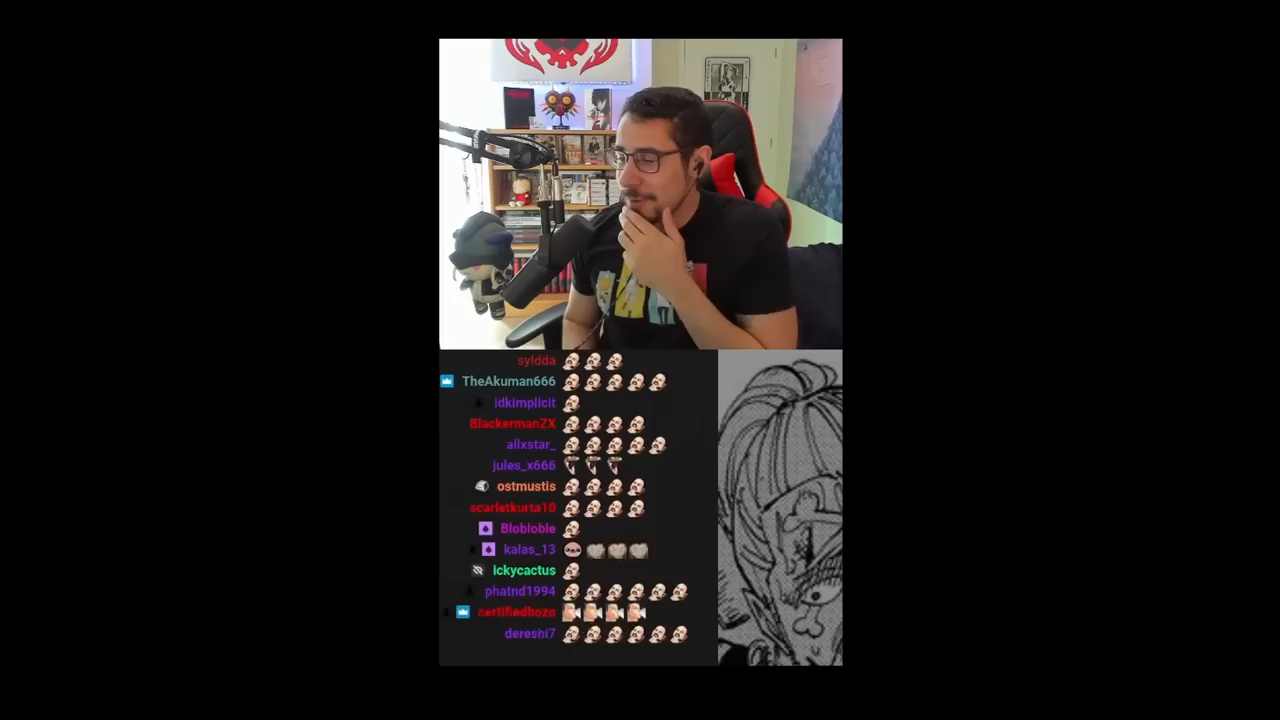 syldda
TheAkuman666
idkimplicit
BlackermanZX
allxstar_
jules_x666
ostmustis
scarletkurta10
Blobloble
kalas_13
Ickycactus
phatnd1994
certifiedbozo
dereshi7